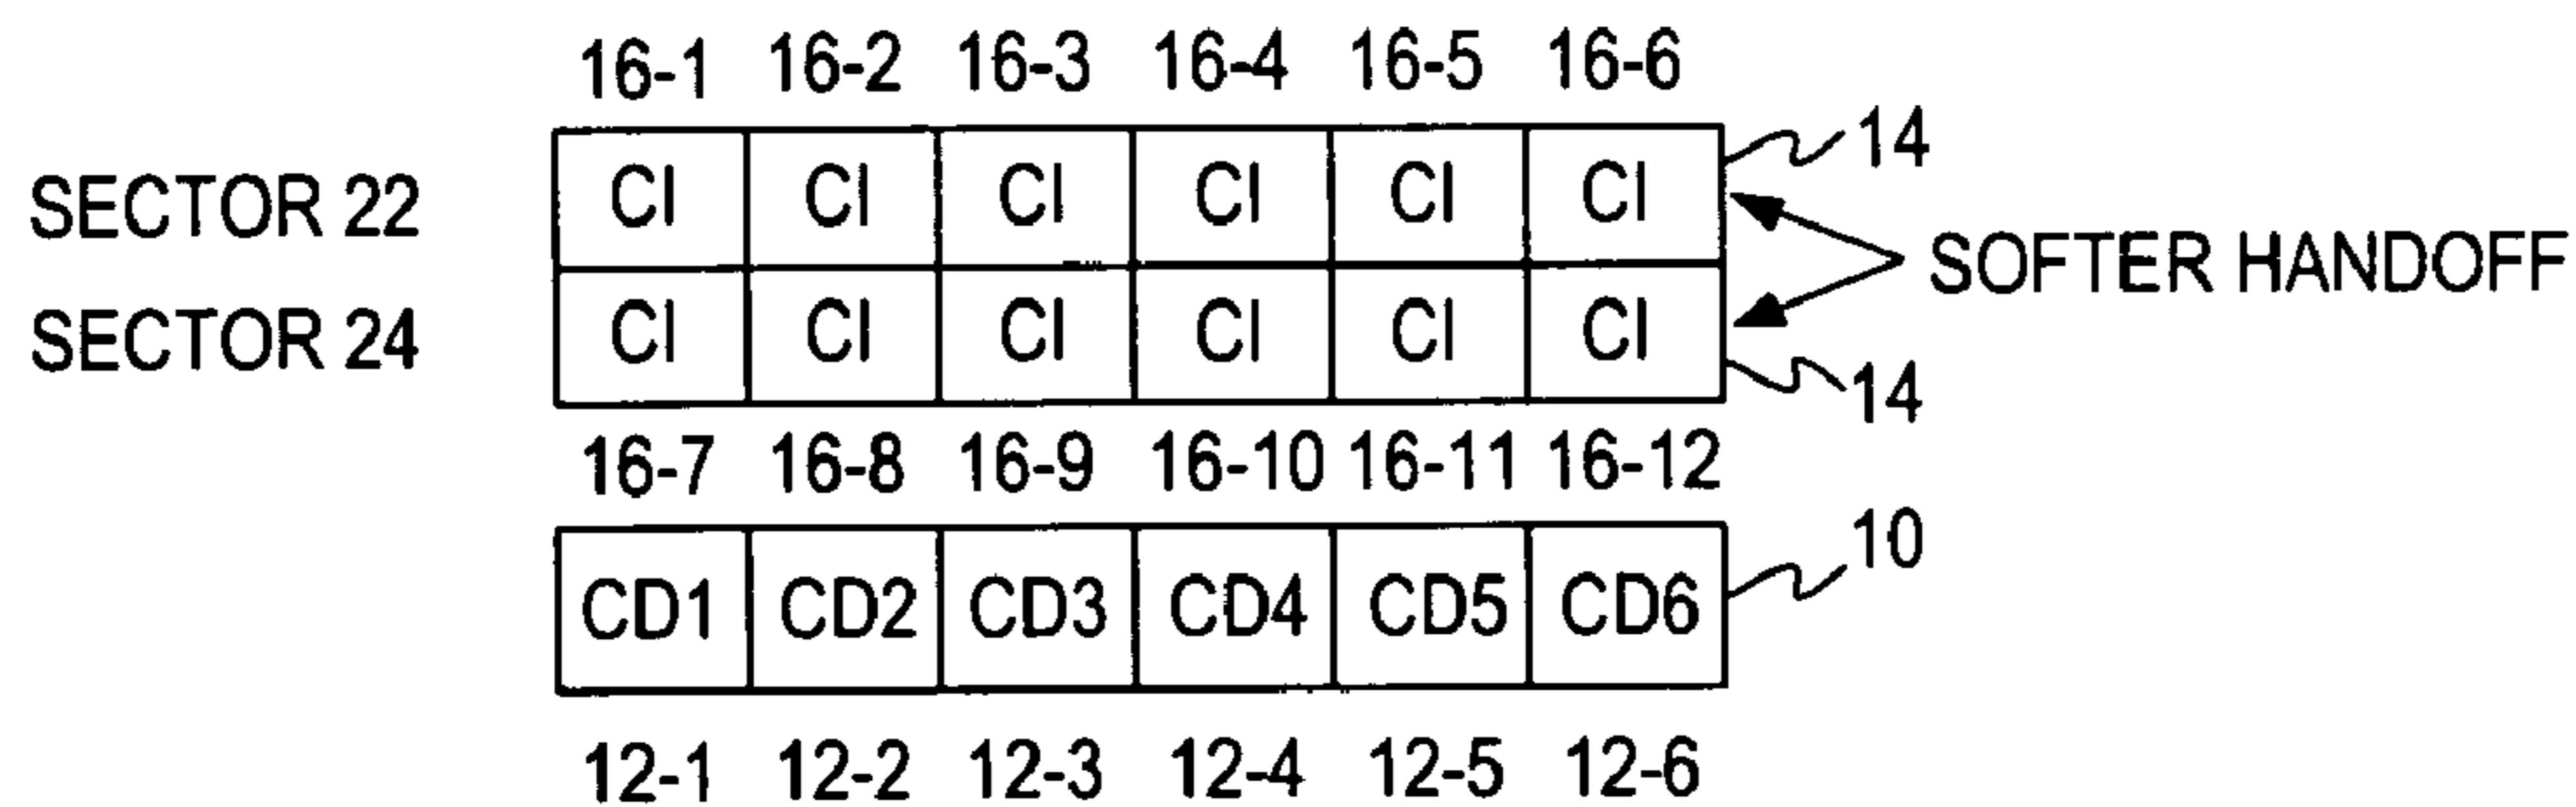 16-1 16-2 16-3 16-4 16-5 16-6
14
SECTOR 22 CI CI CI CI CI CI
SOFTER HANDOFF
SECTOR 24 CI CI CI CI CI CI
14
16-7 16-8 16-9 16-10 16-11 16-12
10
CD1 CD2 CD3 CD4 CD5 CD6
12-1 12-2 12-3 12-4 12-5 12-6